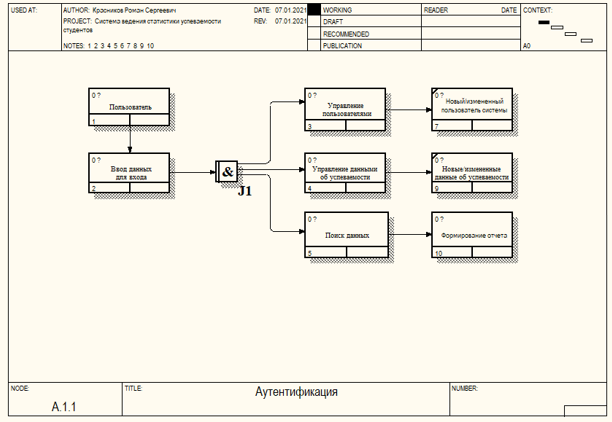 USED AT:
AUTHOR: Красников Роман Сергеевич
DATE: 07.01.2021
WORKING
READER
DATE
CONTEXT:
PROJECT: Система ведения статистики успеваемости
студентов
REV: 07.01.2021
DRAFT
RECOMMENDED
NOTES: 1 2 3 4 5 6 7 8 9 10
PUBLICATION
A0
0 ?
Пользователь
1
0 ?
Управление
пользователями
3
0 ?
Новый/измененный
пользователь системы
7
0 ?
Ввод данных
для входа
2
&
J1
0 ?
Управление данными
об успеваемости
4
0 ?
Новые/измененные
данные об успеваемости
9
0 ?
Поиск данных
5
0 ?
Формирование отчета
10
NODE:
A.1.1
TITLE:
Аутентификация
NUMBER: